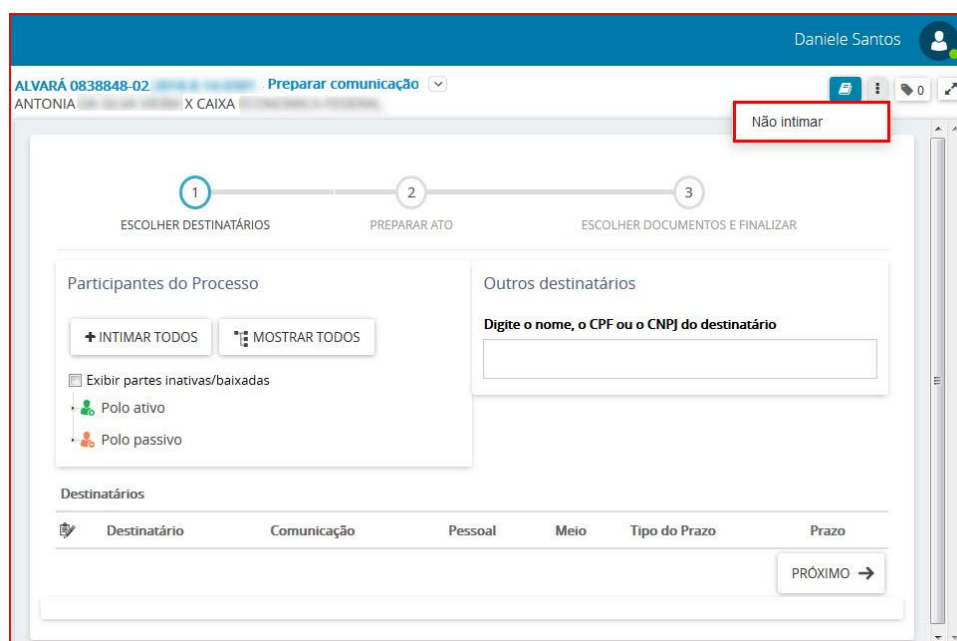 Daniele Santos
ALVARÁ 0838848-02 Preparar comunicação
ANTONIA X CAIXA
0
Não intimar
1 2 3
ESCOLHER DESTINATÁRIOS PREPARAR ATO ESCOLHER DOCUMENTOS E FINALIZAR
Participantes do Processo
+ INTIMAR TODOS MOSTRAR TODOS
Exibir partes inativas/baixadas
Polo ativo
Polo passivo
Outros destinatários
Digite o nome, o CPF ou o CNPJ do destinatário
Destinatários
Destinatário Comunicação Pessoal Meio Tipo do Prazo Prazo
PRÓXIMO →